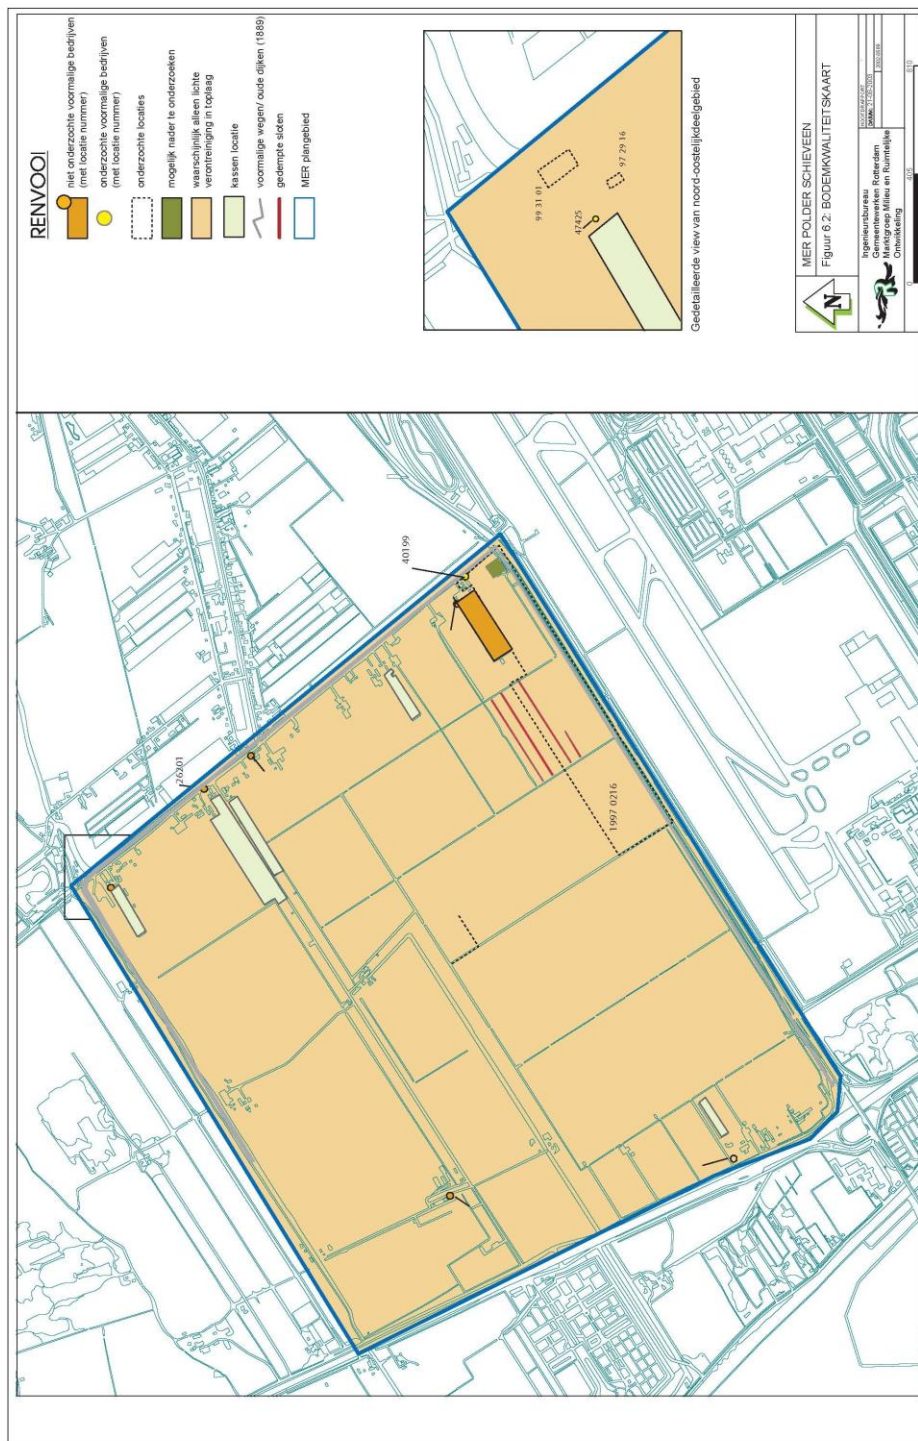 RENVOOI
niet onderzochte voormalige bedrijven
(met locatie nummer)
onderzochte voormalige bedrijven
(met locatie nummer)
onderzochte locaties
mogelijk nader te onderzoeken
waarschijnlijk alleen lichte
verontreiniging in toplaag
kassen locatie
voormalige wegen/ oude dijken (1889)
gedempte sloten
MER plangebied
99 31 01
97 29 16
47425
Gedetailleerde view van noord-oostelijkdeelgebied
26201
40199
1997 0216
MER POLDER SCHIEVEEN
Figuur 6.2: BODEMKWALITEITSKAART
N
Ingenieursbureau
Gemeentewerken Rotterdam
Marktgroep Milieu en Ruimtelijke
Ontwikkeling
0
405
810